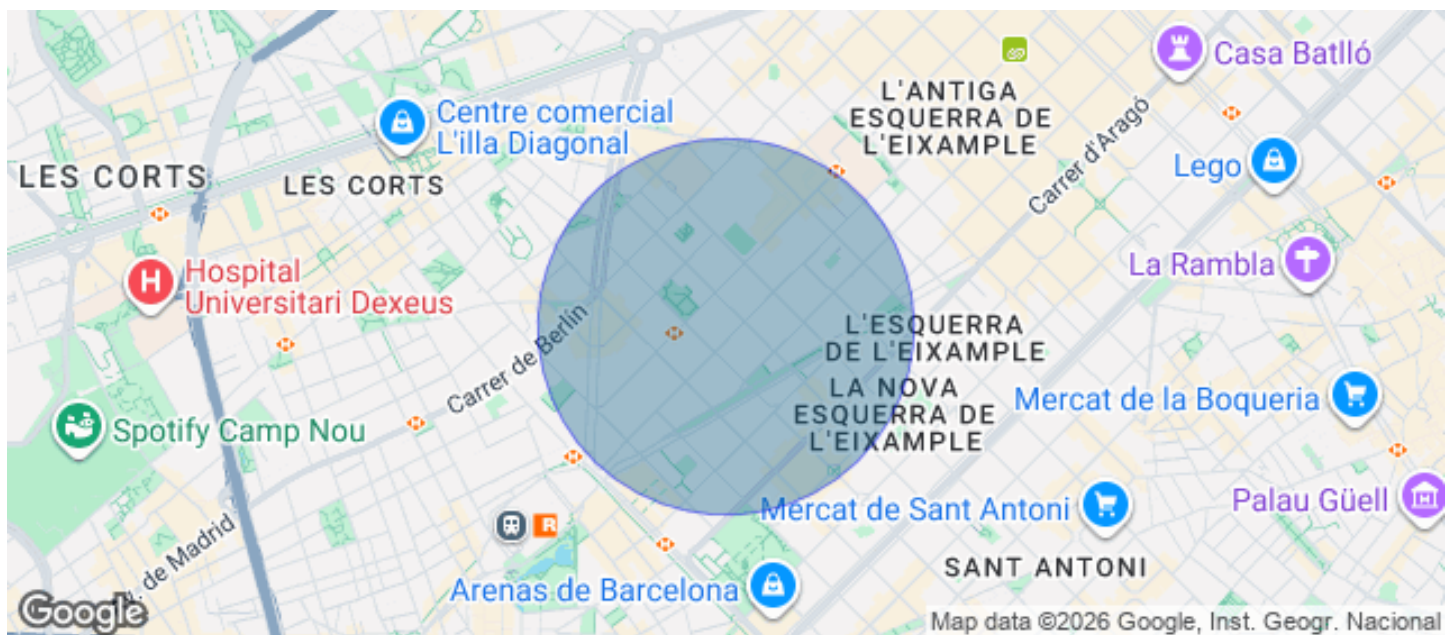 Casa Batlló
L'ANTIGA
ESQUERRA DE
L'EIXAMPLE
Centre comercial
L'illa Diagonal
Carrer d'Aragó
Lego
LES CORTS
LES CORTS
La Rambla
Hospital
Universitari Dexeus
L'ESQUERRA
DE L'EIXAMPLE
Carrer de Berlín
LA NOVA
ESQUERRA DE
L'EIXAMPLE
Mercat de la Boqueria
Spotify Camp Nou
Mercat de Sant Antoni
Palau Güell
. de Madrid
SANT ANTONI
Arenas de Barcelona
Google
Map data ©2026 Google, Inst. Geogr. Nacional